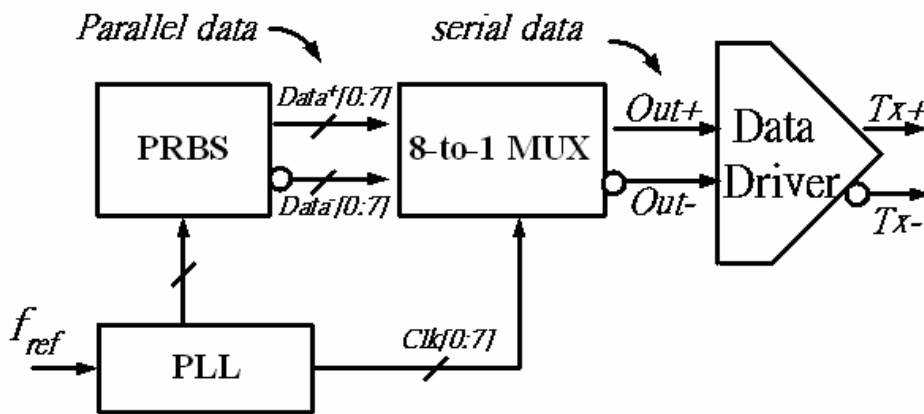 Parallel data
serial data
Data⁺[0:7]
Data⁻[0:7]
PRBS
8-to-1 MUX
Out+
Out-
Data
Driver
Tx+
Tx-
f_ref
PLL
Clk[0:7]